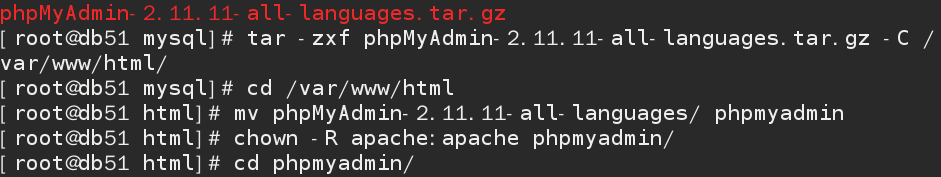 phpMyAdmin-2.11.11-all-languages.tar.gz
[root@db51 mysql]# tar -zxf phpMyAdmin-2.11.11-all-languages.tar.gz -C /
var/www/html/
[root@db51 mysql]# cd /var/www/html
[root@db51 html]# mv phpMyAdmin-2.11.11-all-languages/ phpmyadmin
[root@db51 html]# chown -R apache:apache phpmyadmin/
[root@db51 html]# cd phpmyadmin/